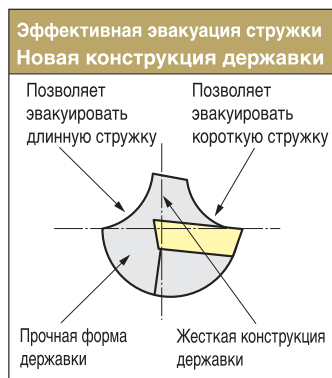 Эффективная эвакуация стружки
Новая конструкция державки
Позволяет
эвакуировать
длинную стружку
Позволяет
эвакуировать
короткую стружку
Прочная форма
державки
Жесткая конструкция
державки